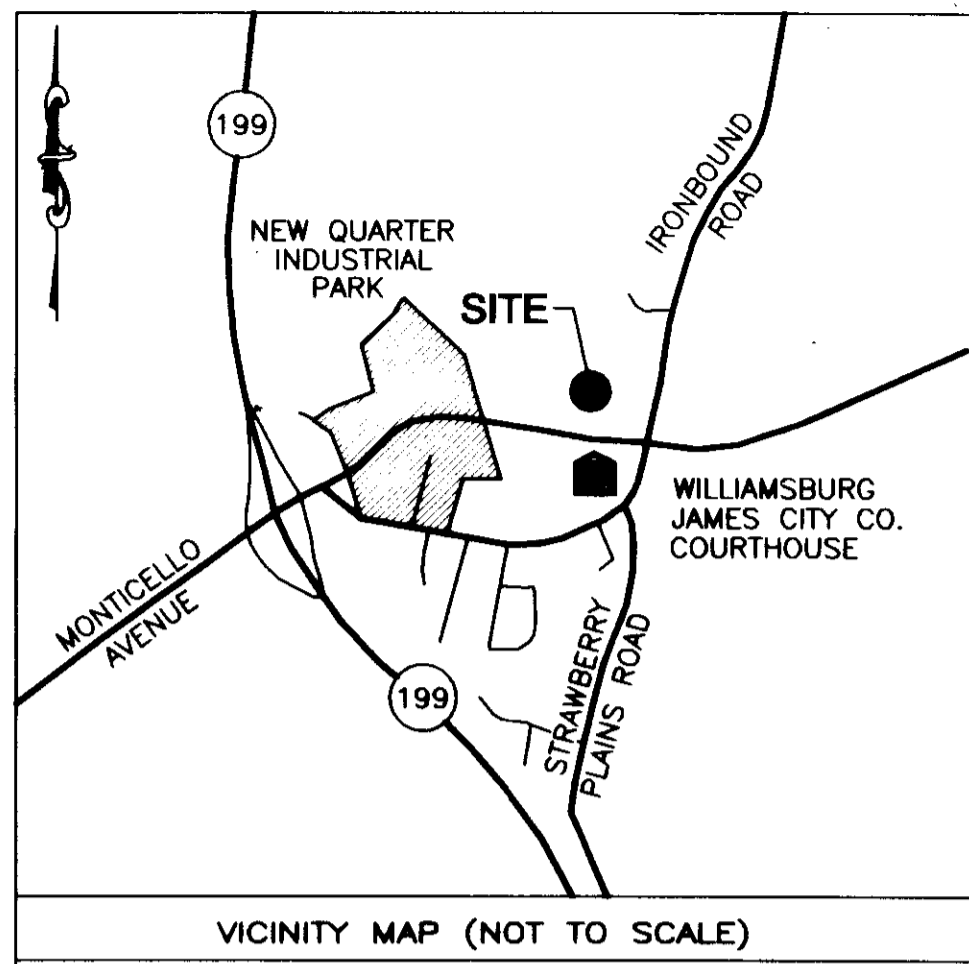 199
IRONBOUND
ROAD
NEW QUARTER
INDUSTRIAL
PARK
SITE
WILLIAMSBURG
JAMES CITY CO.
COURTHOUSE
MONTICELLO
AVENUE
STRAWBERRY
PLAINS ROAD
199
VICINITY MAP (NOT TO SCALE)